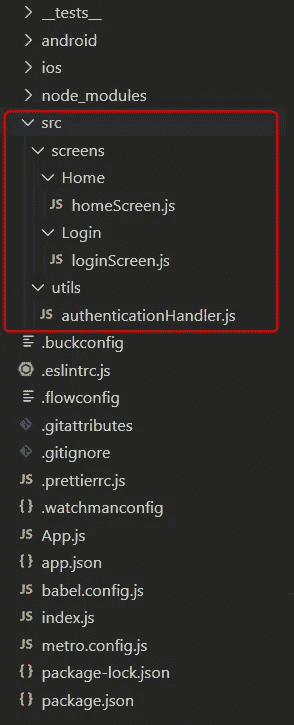 __tests__
android
ios
node_modules
src
screens
Home
JS homeScreen.js
Login
JS loginScreen.js
utils
JS authenticationHandler.js
.buckconfig
.eslintrc.js
.flowconfig
.gitattributes
.gitignore
JS .prettierrc.js
{} .watchmanconfig
JS App.js
{} app.json
JS babel.config.js
JS index.js
JS metro.config.js
{} package-lock.json
{} package.json